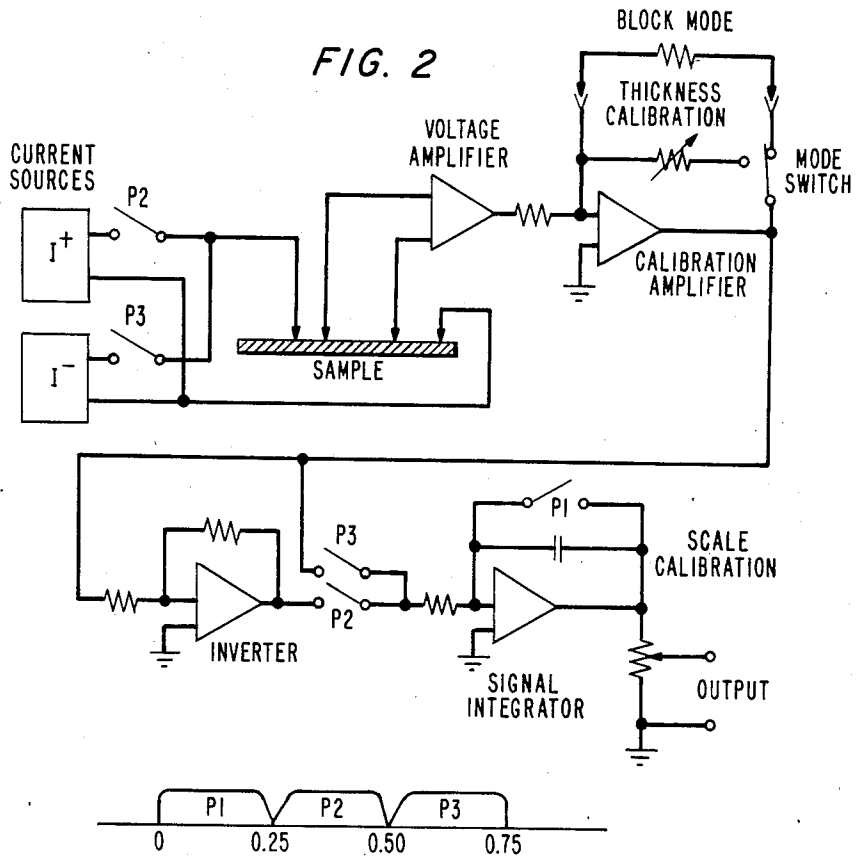 FIG. 2
BLOCK MODE
THICKNESS
CALIBRATION
VOLTAGE
AMPLIFIER
MODE
SWITCH
CURRENT
SOURCES
P2
I+
CALIBRATION
AMPLIFIER
P3
I-
SAMPLE
P1
P3
SCALE
CALIBRATION
P2
INVERTER
SIGNAL
INTEGRATOR
OUTPUT
P1 P2 P3
0 0.25 0.50 0.75